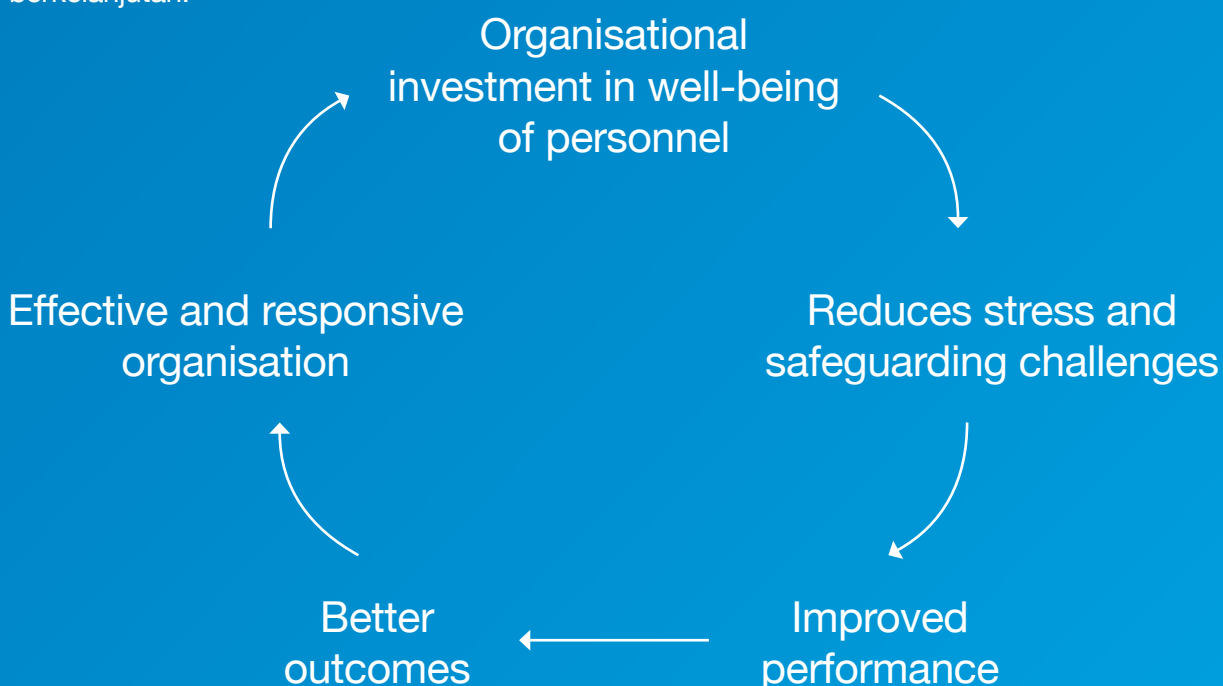 berkelanjutan.
Organisational
investment in well-being
of personnel
Reduces stress and
safeguarding challenges
Improved
performance
Better
outcomes
Effective and responsive
organisation